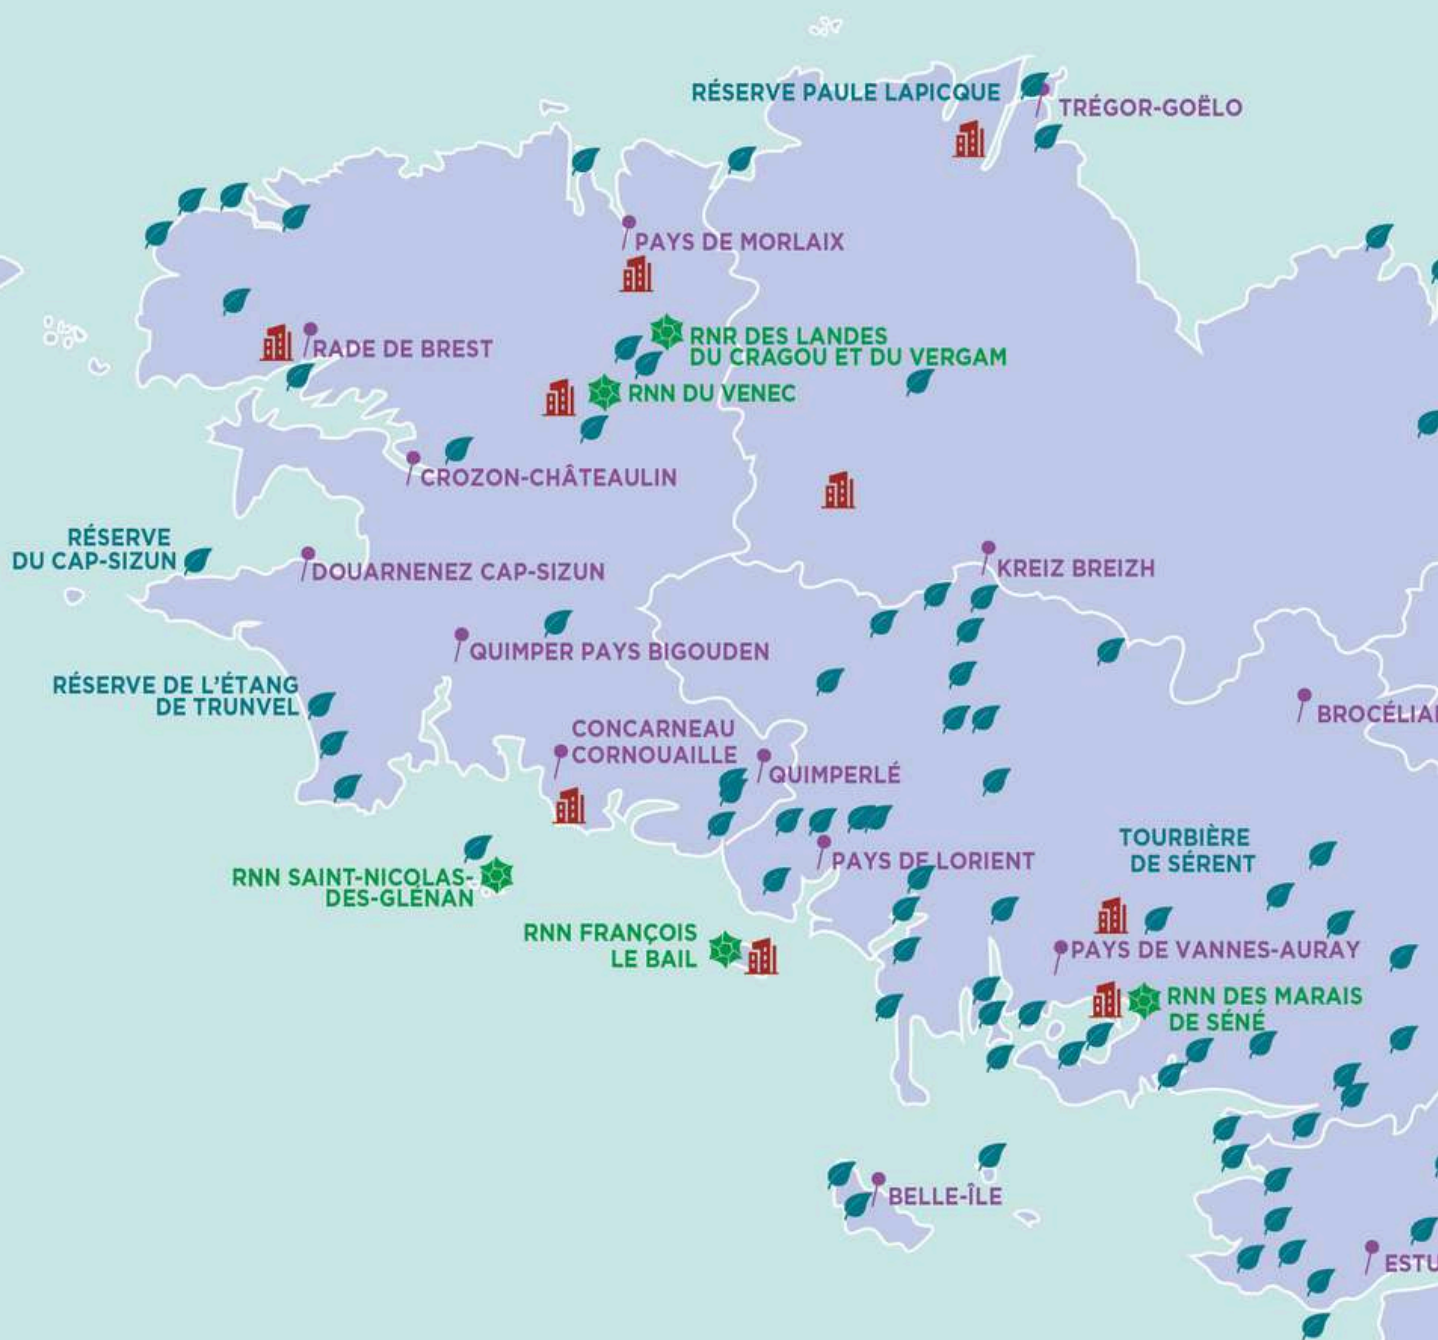 RÉSERVE PAULE LAPICQUE
TRÉGOR-GOËLO
PAYS DE MORLAIX
RADE DE BREST
RNR DES LANDES
DU CRAGOU ET DU VERGAM
RNN DU VENEC
CROZON-CHÂTEAULIN
RÉSERVE
DU CAP-SIZUN
DOUARNENEZ CAP-SIZUN
KREIZ BREIZH
QUIMPER PAYS BIGOUDEN
RÉSERVE DE L'ÉTANG
DE TRUNVEL
BROCÉLIA
CONCARNEAU
CORNOUAILLE
QUIMPERLÉ
TOURBIÈRE
DE SÉRENT
PAYS DE LORIENT
RNN SAINT-NICOLAS-
DES-GLÉNAN
RNN FRANÇOIS
LE BAIL
PAYS DE VANNES-AURAY
RNN DES MARAIS
DE SÉNÉ
BELLE-ÎLE
ESTU